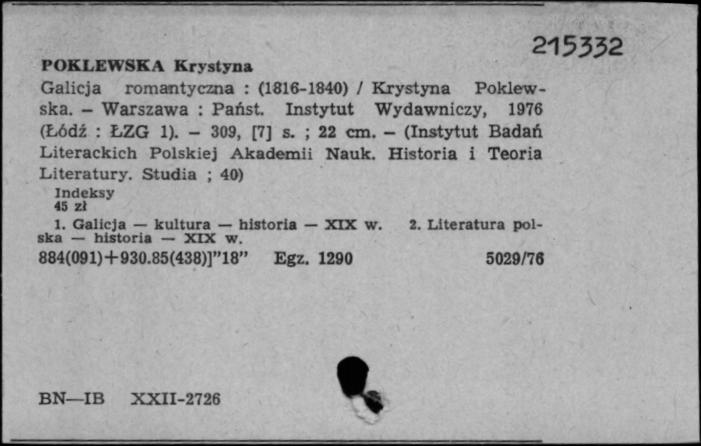 215332
POKLEWSKA Krystyna
Galicja romantyczna : (1816-1840) / Krystyna Poklew-
ska. — Warszawa : Państ. Instytut Wydawniczy, 1976
(Łódź : ŁZG 1). — 309, [7] s. ; 22 cm. — (Instytut Badań
Literackich Polskiej Akademii Nauk. Historia i Teoria
Literatury. Studia ; 40)
Indeksy
45 zł
1. Galicja — kultura — historia — XIX w. 2. Literatura pol-
ska — historia — XIX w.
884(091)+930.85(438)]”18” Egz. 1290 5029/76
BN—IB XXII-2726